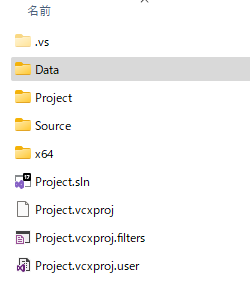 名前
.vs
Data
Project
Source
x64
Project.sln
Project.vcxproj
Project.vcxproj.filters
Project.vcxproj.user